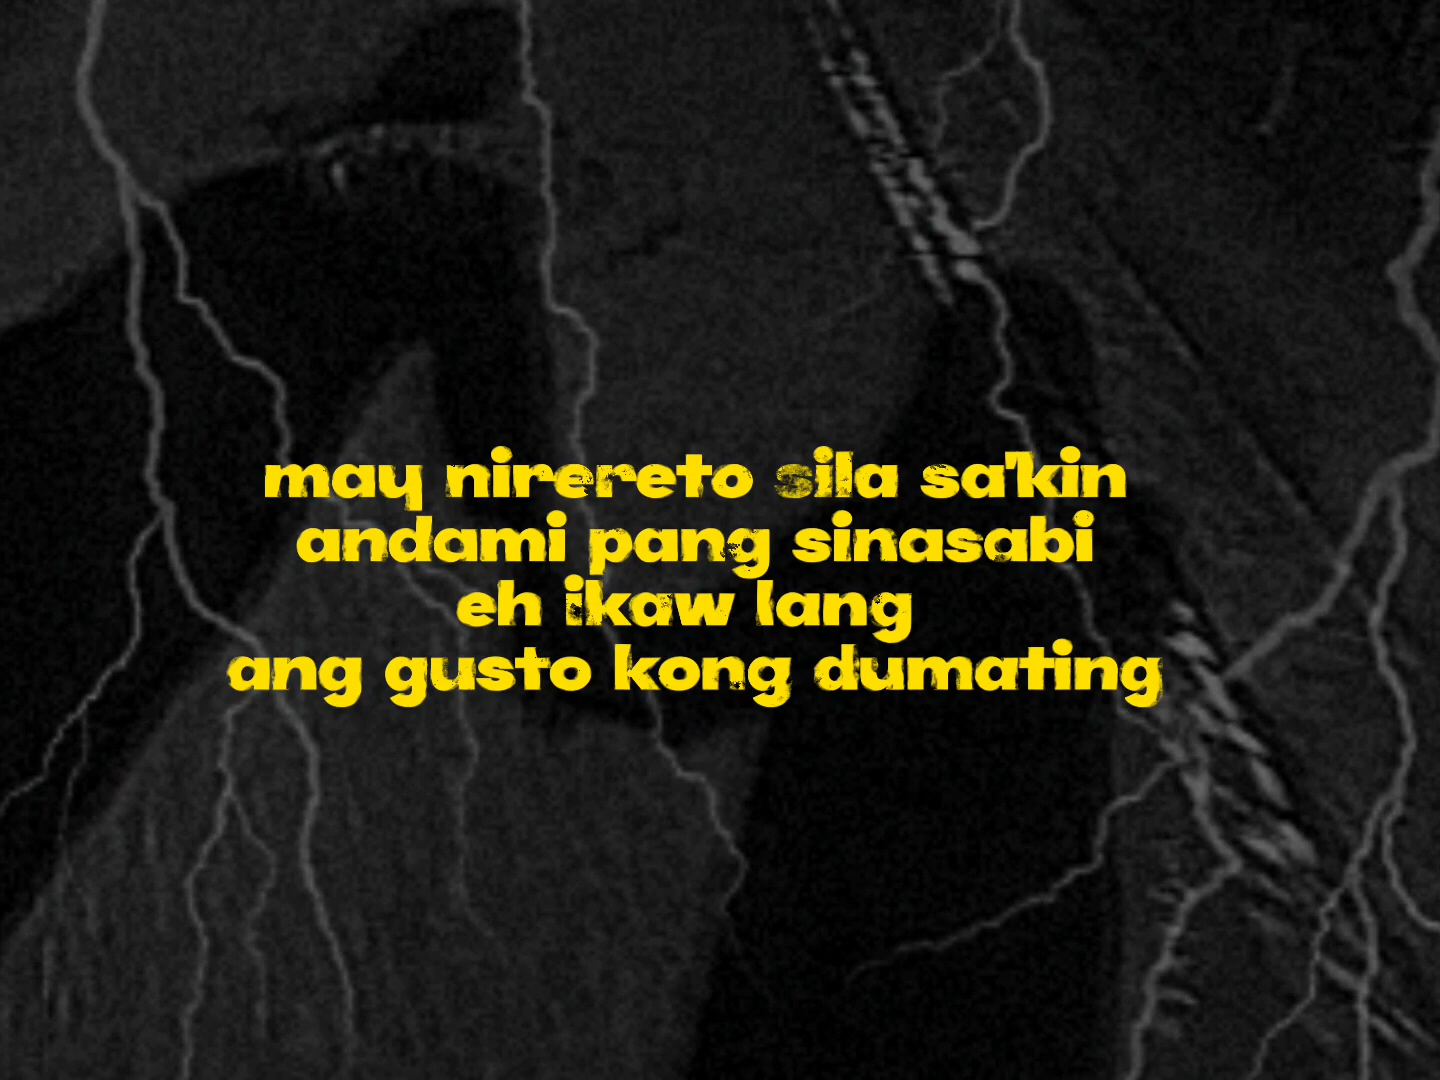 may nirereto sila sa'kin
andami pang sinasabi
eh ikaw lang
ang gusto kong dumating